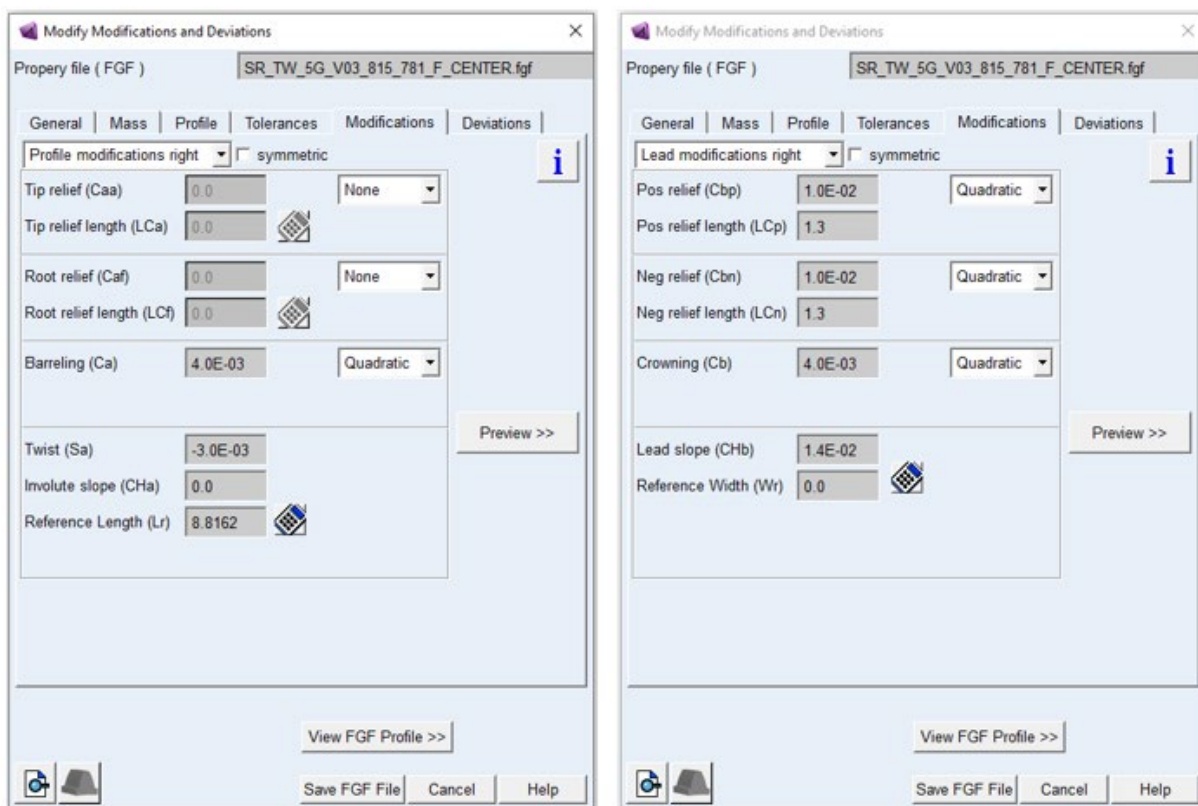 Modify Modifications and Deviations
Propery file ( FGF ) SR_TW_5G_V03_815_781_F_CENTER.fgf
General Mass Profile Tolerances Modifications Deviations
Profile modifications right symmetric i
Tip relief (Caa) 0.0 None
Tip relief length (LCa) 0.0
Root relief (Caf) 0.0 None
Root relief length (LCf) 0.0
Barreling (Ca) 4.0E-03 Quadratic
Preview >>
Twist (Sa) -3.0E-03
Involute slope (CHa) 0.0
Reference Length (Lr) 8.8162
View FGF Profile >>
Save FGF File Cancel Help
Modify Modifications and Deviations
Propery file ( FGF ) SR_TW_5G_V03_815_781_F_CENTER.fgf
General Mass Profile Tolerances Modifications Deviations
Lead modifications right symmetric i
Pos relief (Cbp) 1.0E-02 Quadratic
Pos relief length (LCp) 1.3
Neg relief (Cbn) 1.0E-02 Quadratic
Neg relief length (LCn) 1.3
Crowning (Cb) 4.0E-03 Quadratic
Preview >>
Lead slope (CHb) 1.4E-02
Reference Width (Wr) 0.0
View FGF Profile >>
Save FGF File Cancel Help